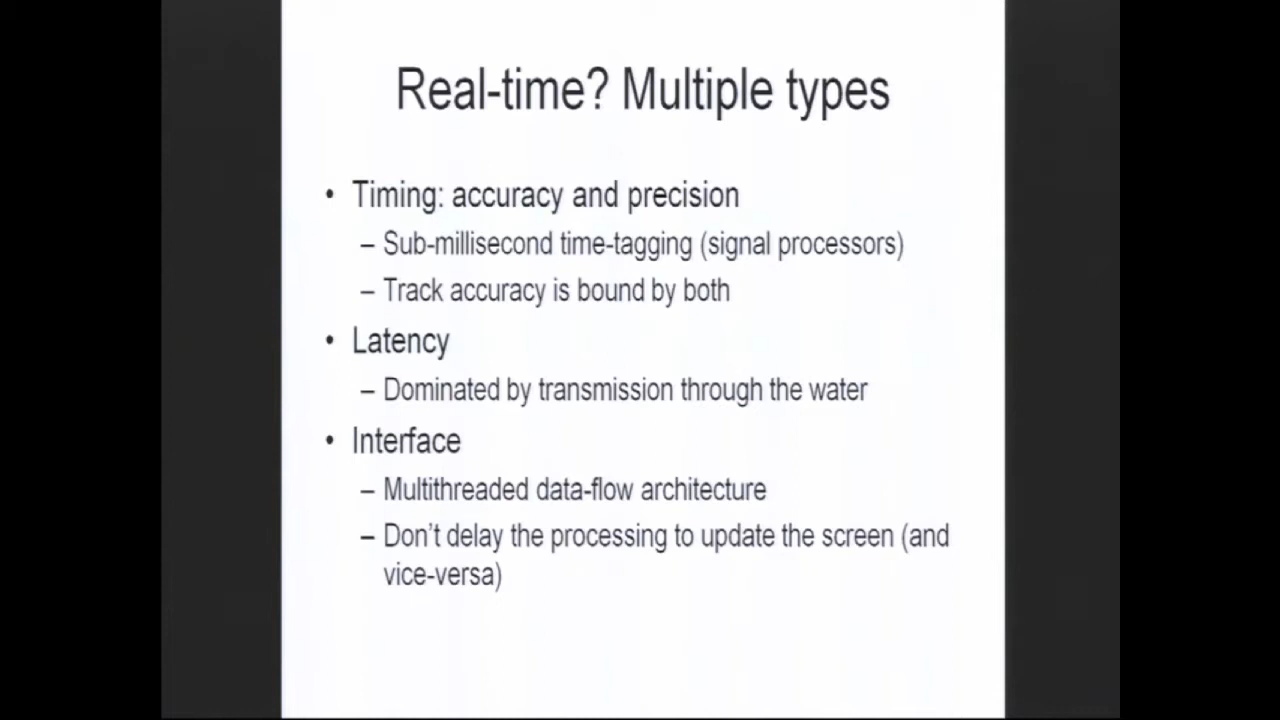 Real-time? Multiple types
• Timing: accuracy and precision
– Sub-millisecond time-tagging (signal processors)
– Track accuracy is bound by both
• Latency
– Dominated by transmission through the water
• Interface
– Multithreaded data-flow architecture
– Don't delay the processing to update the screen (and
vice-versa)